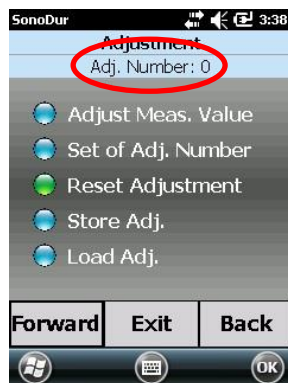 SonoDur 3:38
Adjustment
Adj. Number: 0
Adjust Meas. Value
Set of Adj. Number
Reset Adjustment
Store Adj.
Load Adj.
Forward Exit Back
OK